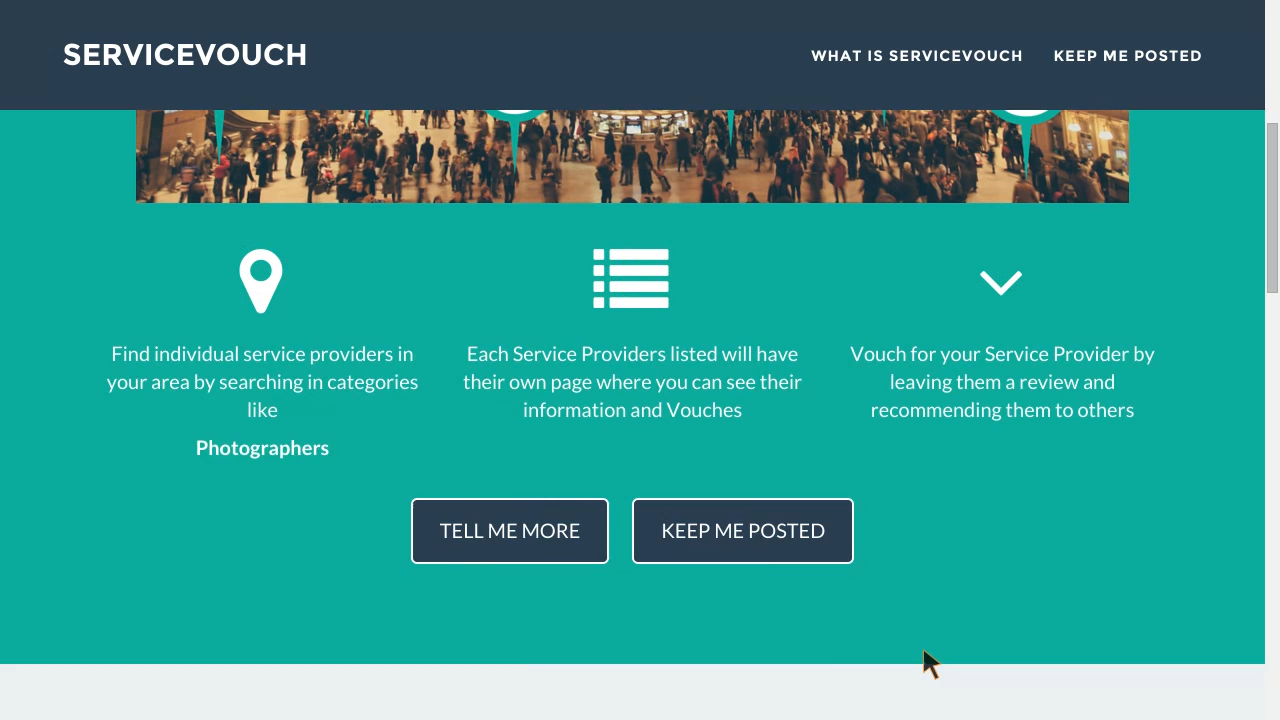 SERVICEVOUCH
WHAT IS SERVICEVOUCH
KEEP ME POSTED
Find individual service providers in
your area by searching in categories
like
Photographers
Each Service Providers listed will have
their own page where you can see their
information and Vouches
Vouch for your Service Provider by
leaving them a review and
recommending them to others
TELL ME MORE
KEEP ME POSTED